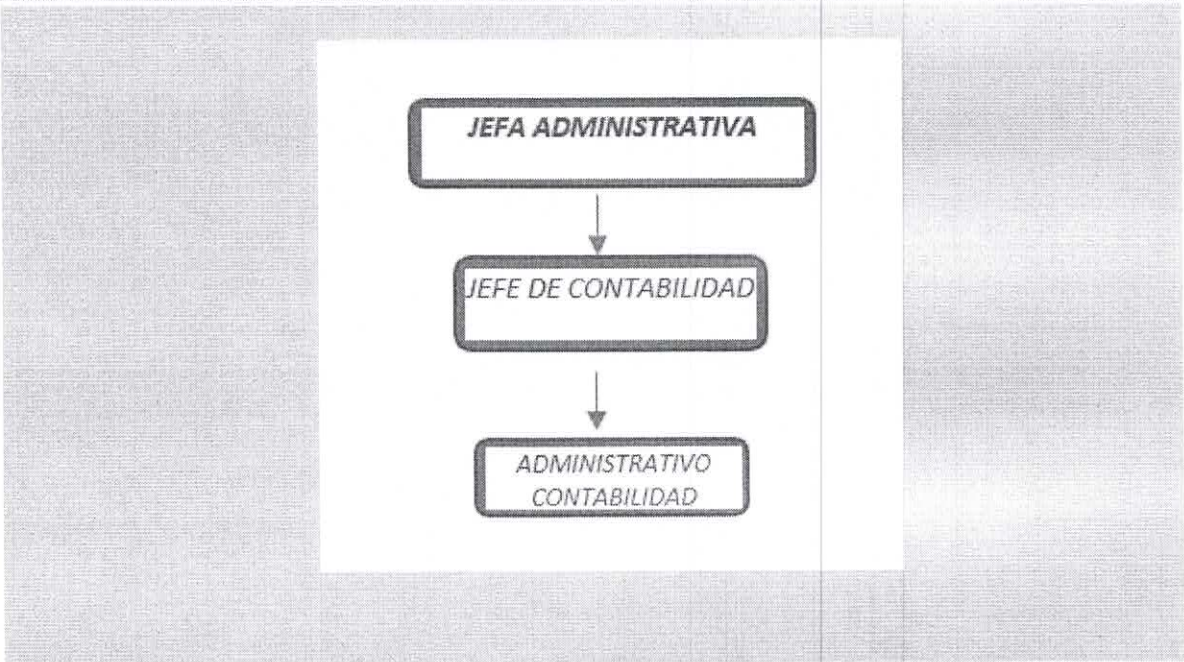 JEFA ADMINISTRATIVA
JEFE DE CONTABILIDAD
ADMINISTRATIVO
CONTABILIDAD